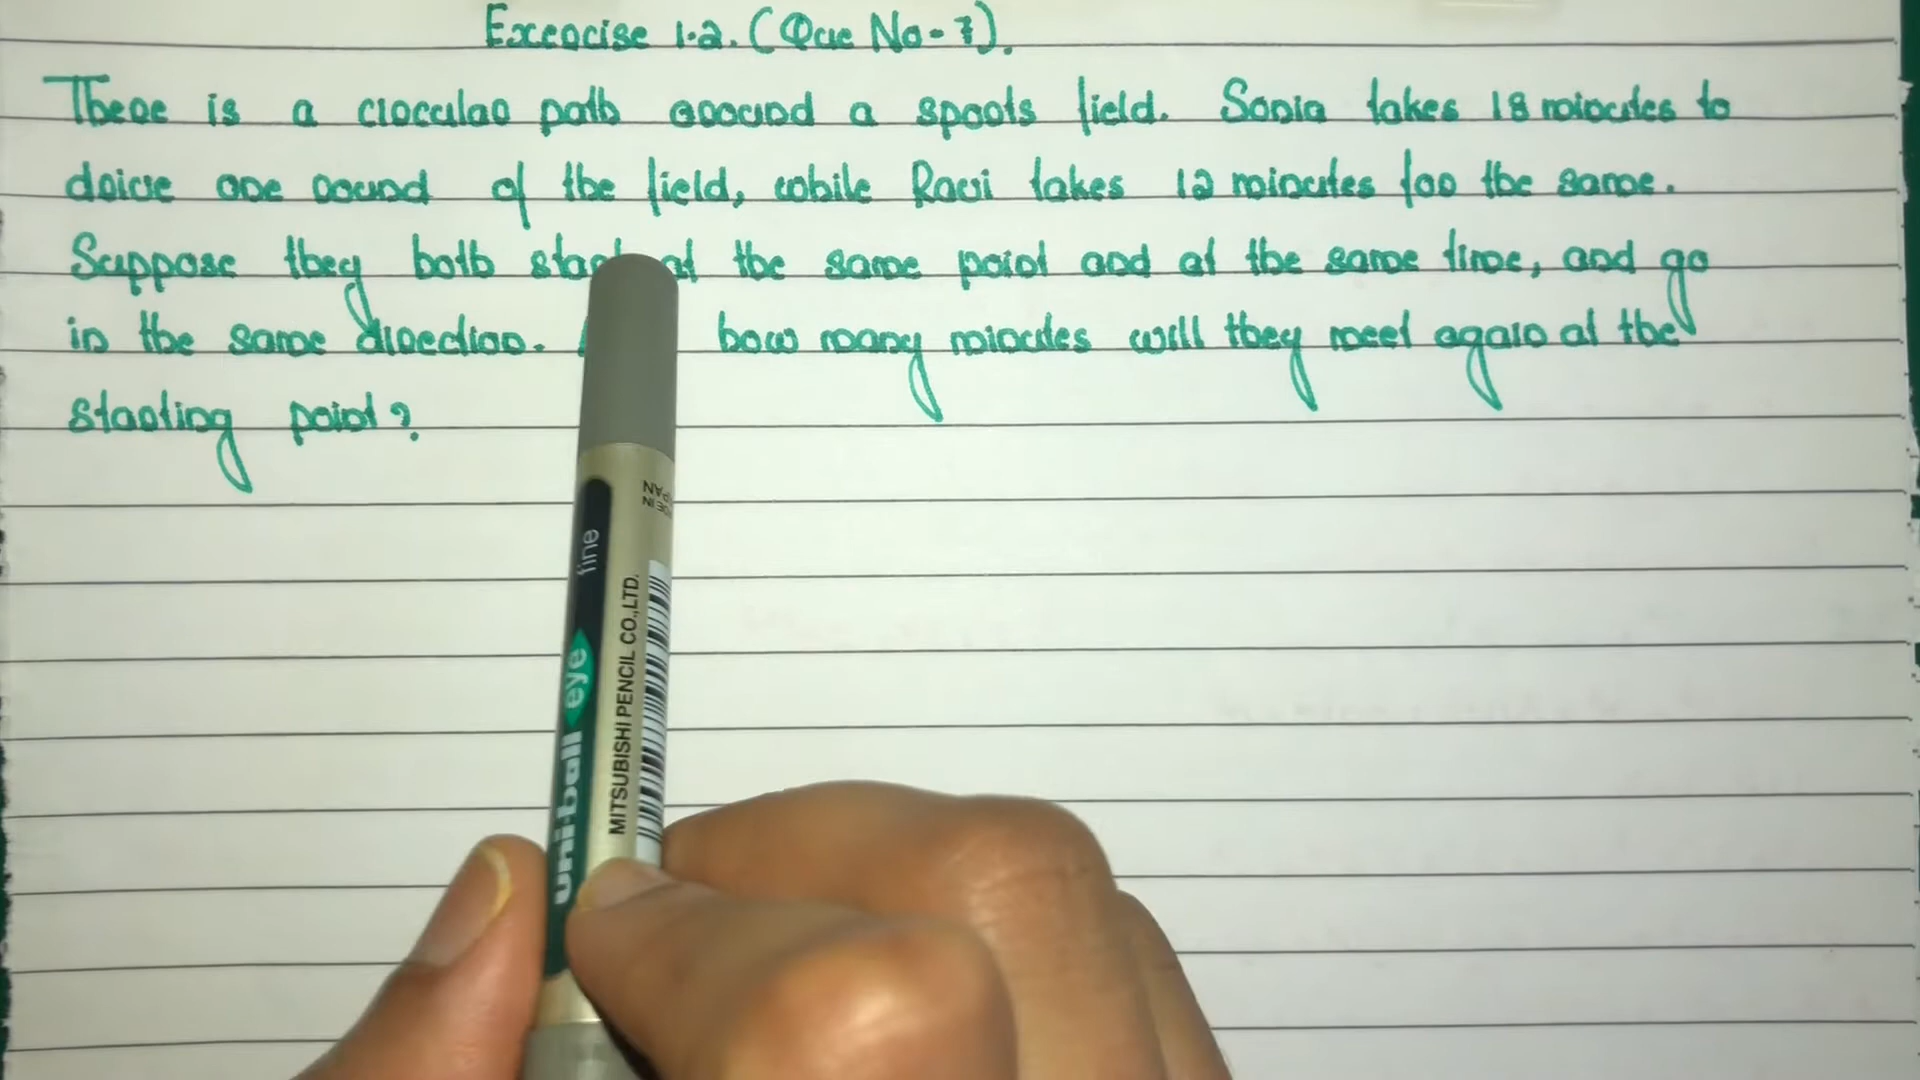 Exercise 1.2. (Que No-7).
There is a circular path around a sports field. Sonia takes 18 minutes to
drive one round of the field, while Ravi takes 12 minutes for the same.
Suppose they both start at the same point and at the same time, and go
in the same direction. how many minutes will they meet again at the
starting point?
uni-ball eye fine
MITSUBISHI PENCIL CO.,LTD.